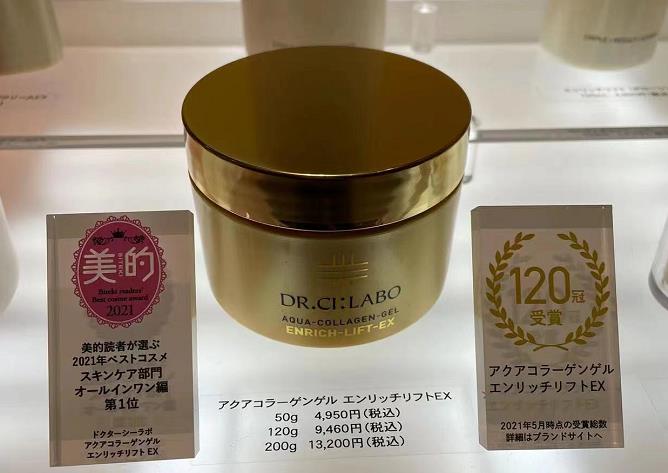 DR.CI:LABO
AQUA-COLLAGEN-GEL
ENRICH-LIFT-EX
美的
BITEKI
Biteki readers'
Best cosme award
2021
美的読者が選ぶ
2021年ベストコスメ
スキンケア部門
オールインワン編
第1位
ドクターシーラボ
アクアコラーゲンゲル
エンリッチリフト EX
アクアコラーゲンゲル エンリッチリフトEX
50g 4,950円(税込)
120g 9,460円(税込)
200g 13,200円(税込)
120冠
受賞
アクアコラーゲンゲル
エンリッチリフトEX
2021年5月時点の受賞総数
詳細はブランドサイトへ